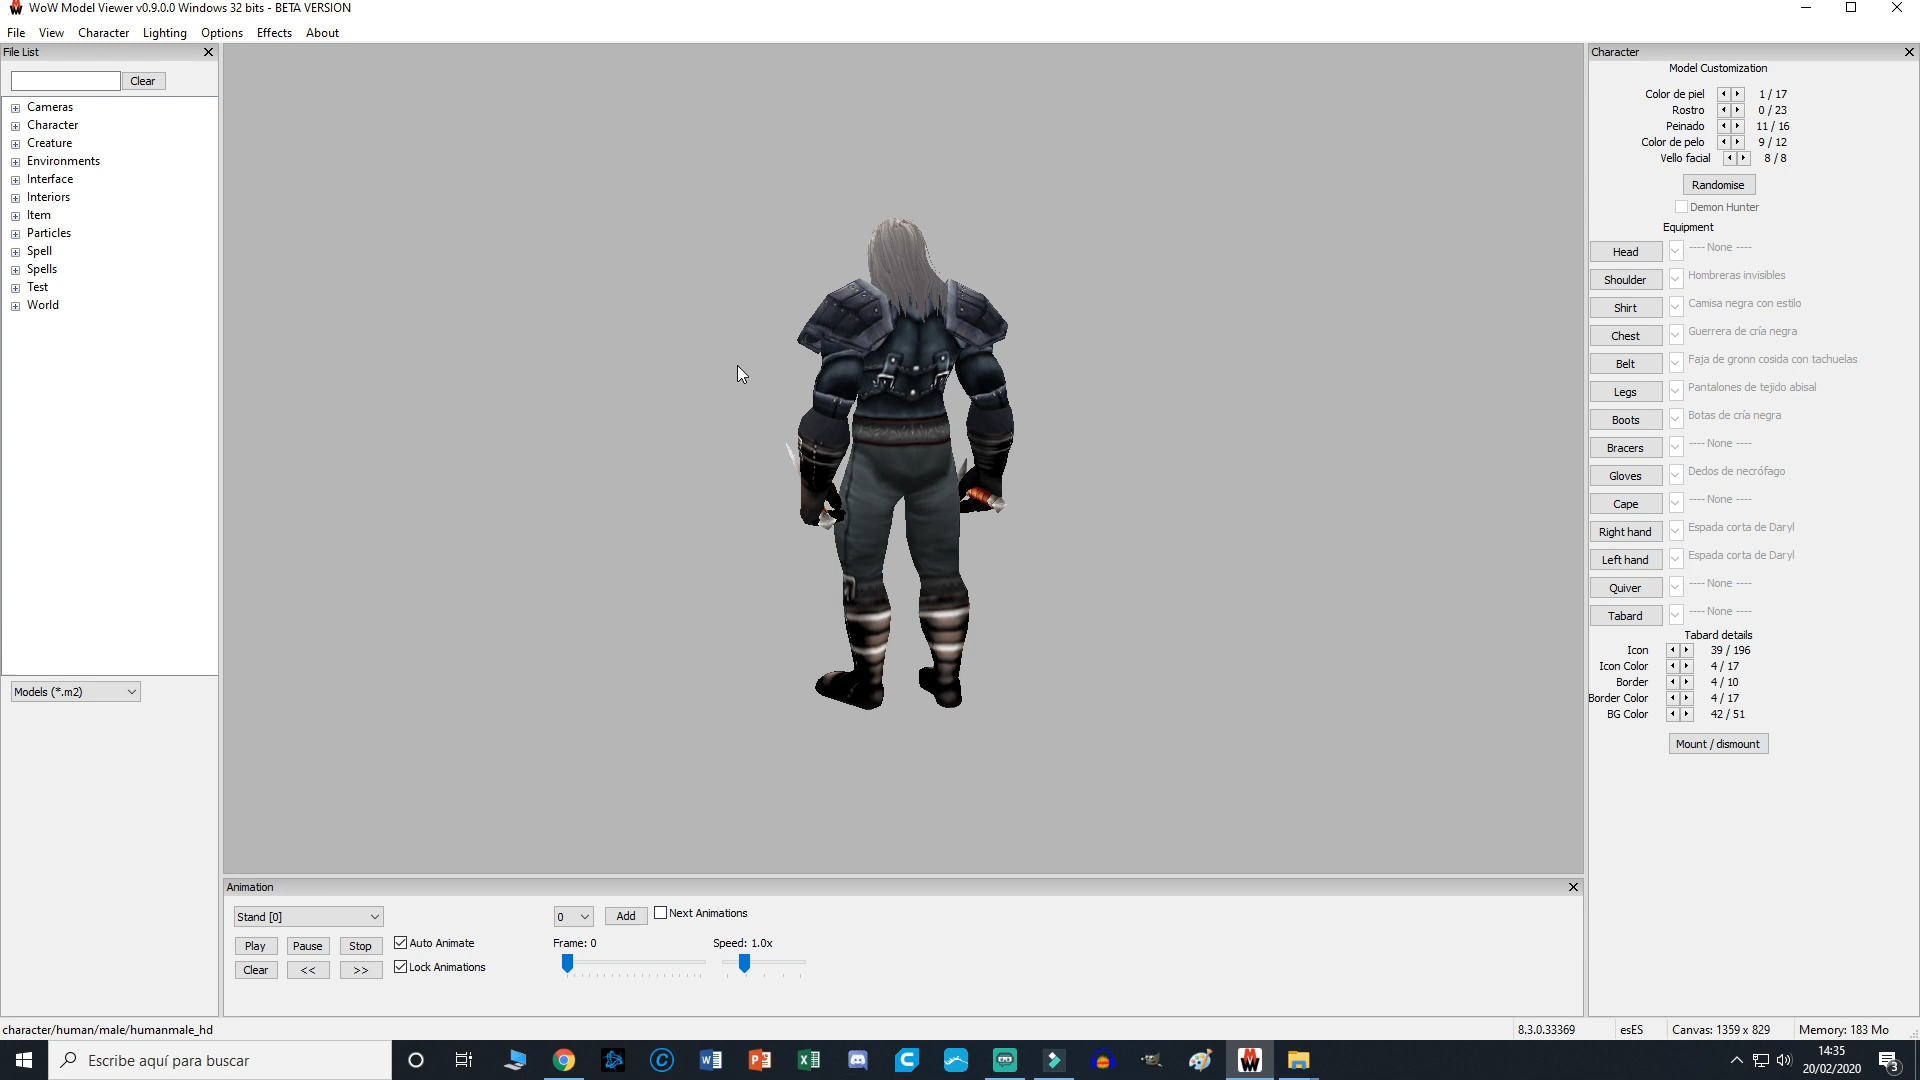 WoW Model Viewer v0.9.0.0 Windows 32 bits - BETA VERSION
File View Character Lighting Options Effects About
File List
Clear
Cameras
Character
Creature
Environments
Interface
Interiors
Item
Particles
Spell
Spells
Test
World
Models (*.m2)
Character
Model Customization
Color de piel 1 / 17
Rostro 0 / 23
Peinado 11 / 16
Color de pelo 9 / 12
Vello facial 8 / 8
Randomise
Demon Hunter
Equipment
Head ---- None ----
Shoulder Hombreras invisibles
Shirt Camisa negra con estilo
Chest Guerrera de cría negra
Belt Faja de gronn cosida con tachuelas
Legs Pantalones de tejido abisal
Boots Botas de cría negra
Bracers ---- None ----
Gloves Dedos de necrófago
Cape ---- None ----
Right hand Espada corta de Daryl
Left hand Espada corta de Daryl
Quiver ---- None ----
Tabard ---- None ----
Tabard details
Icon 39 / 196
Icon Color 4 / 17
Border 4 / 10
Border Color 4 / 17
BG Color 42 / 51
Mount / dismount
Animation
Stand [0] 0 Add Next Animations
Play Pause Stop Auto Animate Frame: 0 Speed: 1.0x
Clear << >> Lock Animations
character/human/male/humanmale_hd 8.3.0.33369 esES Canvas: 1359 x 829 Memory: 183 Mo
Escribe aquí para buscar
14:35
20/02/2020
3